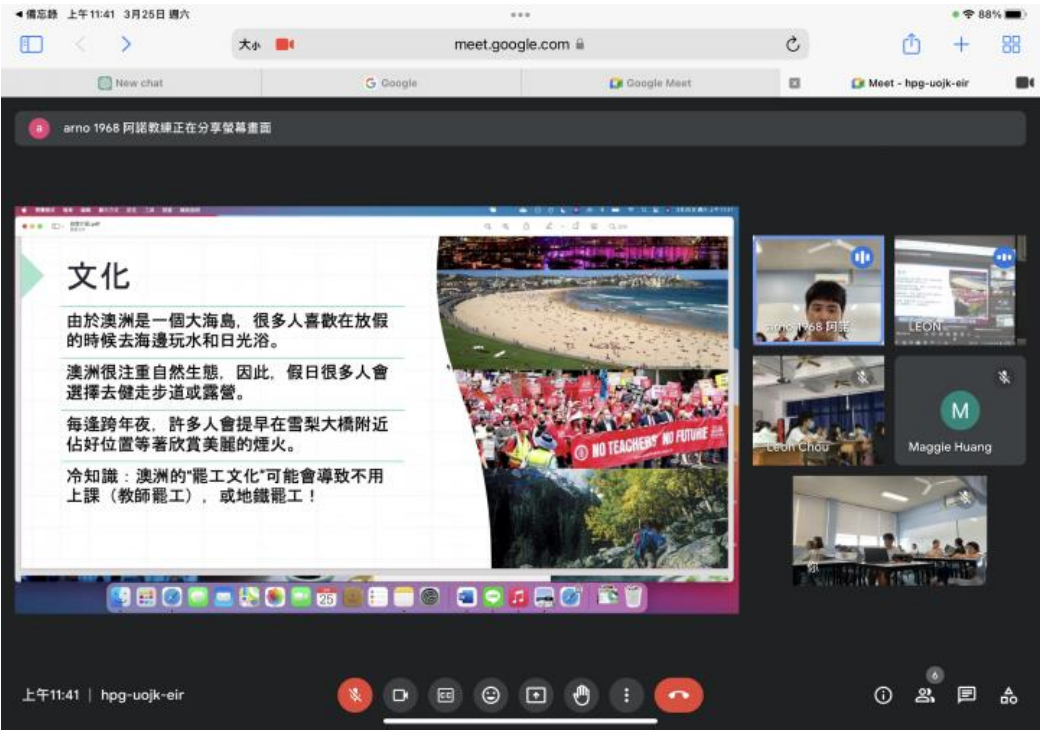 備忘錄 上午11:41 3月25日 週六
88%
大小
meet.google.com
New chat
Google
Google Meet
Meet - hpg-uojk-eir
a
arno 1968 阿諾教練正在分享螢幕畫面
文化
由於澳洲是一個大海島，很多人喜歡在放假
的時候去海邊玩水和日光浴。
澳洲很注重自然生態，因此，假日很多人會
選擇去健走步道或露營。
每逢跨年夜，許多人會提早在雪梨大橋附近
佔好位置等著欣賞美麗的煙火。
冷知識：澳洲的“罷工文化”可能會導致不用
上課（教師罷工），或地鐵罷工！
NO TEACHERS NO FUTURE
25
arno 1968 阿諾
LEON
Leon Chou
M
Maggie Huang
你
上午11:41 | hpg-uojk-eir
CC
6